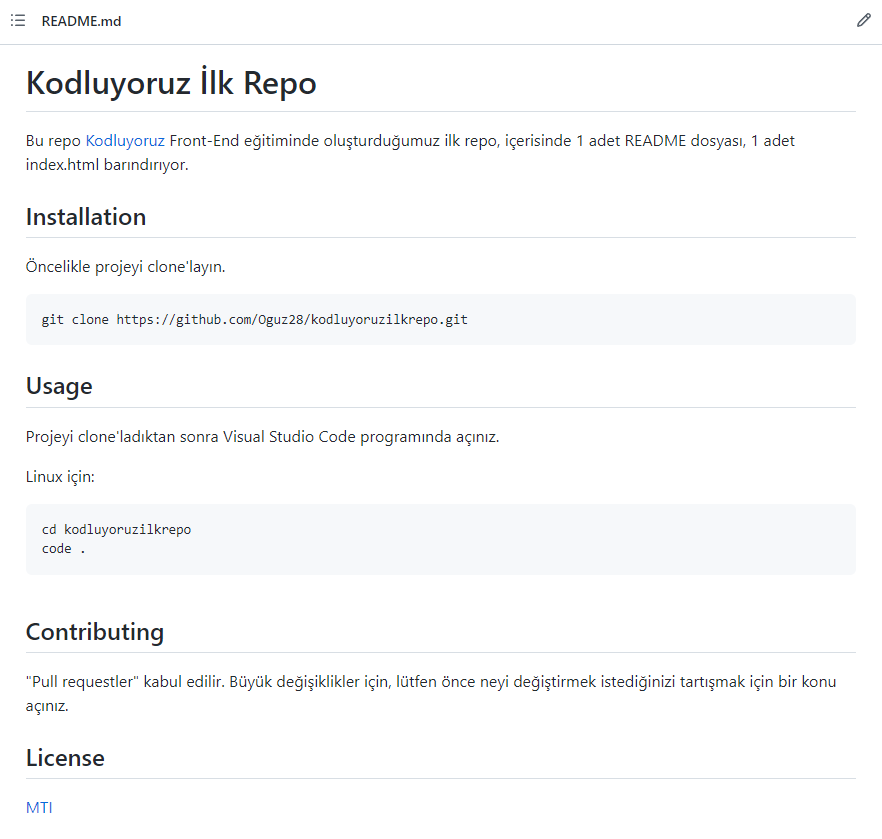 README.md
Kodluyoruz İlk Repo
Bu repo Kodluyoruz Front-End eğitiminde oluşturduğumuz ilk repo, içerisinde 1 adet README dosyası, 1 adet
index.html barındırıyor.
Installation
Öncelikle projeyi clone'layın.
git clone https://github.com/Oguz28/kodluyoruzilkrepo.git
Usage
Projeyi clone'ladıktan sonra Visual Studio Code programında açınız.
Linux için:
cd kodluyoruzilkrepo
code .
Contributing
"Pull requestler" kabul edilir. Büyük değişiklikler için, lütfen önce neyi değiştirmek istediğinizi tartışmak için bir konu
açınız.
License
MTI